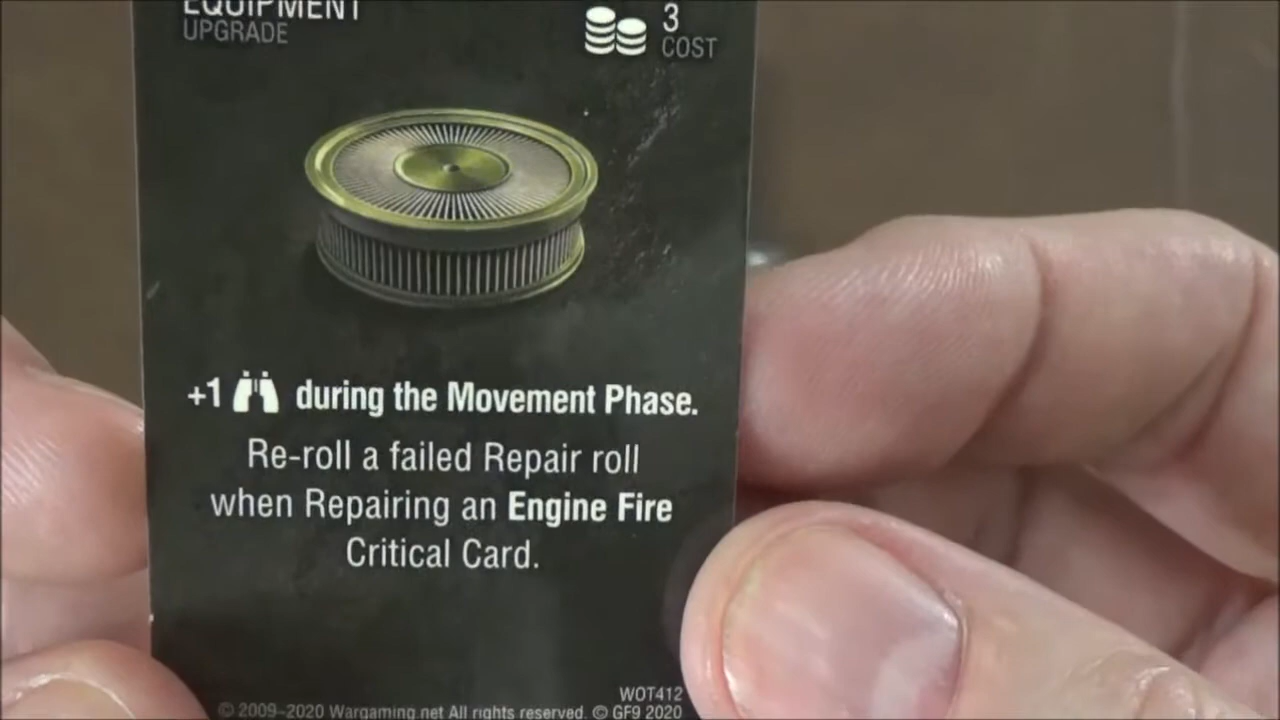 EQUIPMENT
UPGRADE
3
COST
+1 during the Movement Phase.
Re-roll a failed Repair roll
when Repairing an Engine Fire
Critical Card.
WOT412
© 2009–2020 Wargaming.net All rights reserved. © GF9 2020